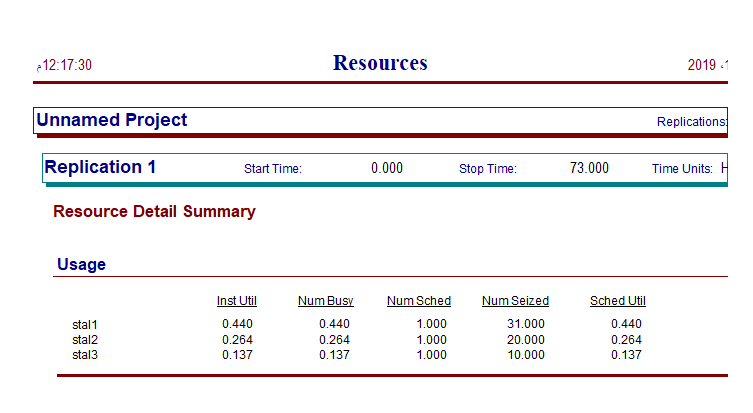 12:17:30م Resources 2019
Unnamed Project Replications:
Replication 1 Start Time: 0.000 Stop Time: 73.000 Time Units:
Resource Detail Summary
Usage
Inst Util Num Busy Num Sched Num Seized Sched Util
stal1 0.440 0.440 1.000 31.000 0.440
stal2 0.264 0.264 1.000 20.000 0.264
stal3 0.137 0.137 1.000 10.000 0.137